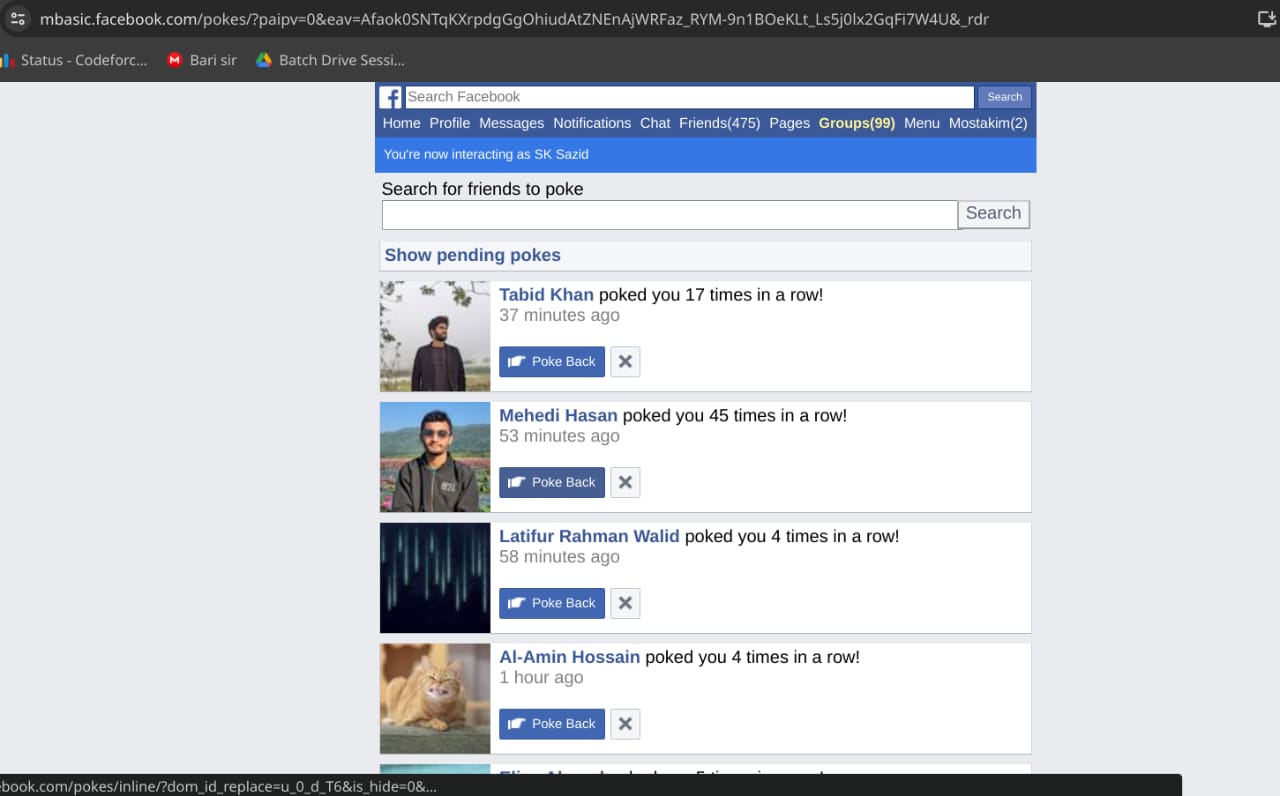 mbasic.facebook.com/pokes/?paipv=0&eav=Afaok0SNTqKXrpdgGgOhiudAtZNEnAjWRFaz_RYM-9n1BOeKLt_Ls5j0lx2GqFi7W4U&_rdr
Status - Codeforc... Bari sir Batch Drive Sessi...
Search Facebook Search
Home Profile Messages Notifications Chat Friends(475) Pages Groups(99) Menu Mostakim(2)
You're now interacting as SK Sazid
Search for friends to poke
Search
Show pending pokes
Tabid Khan poked you 17 times in a row!
37 minutes ago
Poke Back
Mehedi Hasan poked you 45 times in a row!
53 minutes ago
Poke Back
Latifur Rahman Walid poked you 4 times in a row!
58 minutes ago
Poke Back
Al-Amin Hossain poked you 4 times in a row!
1 hour ago
Poke Back
ebook.com/pokes/inline/?dom_id_replace=u_0_d_T6&is_hide=0&...